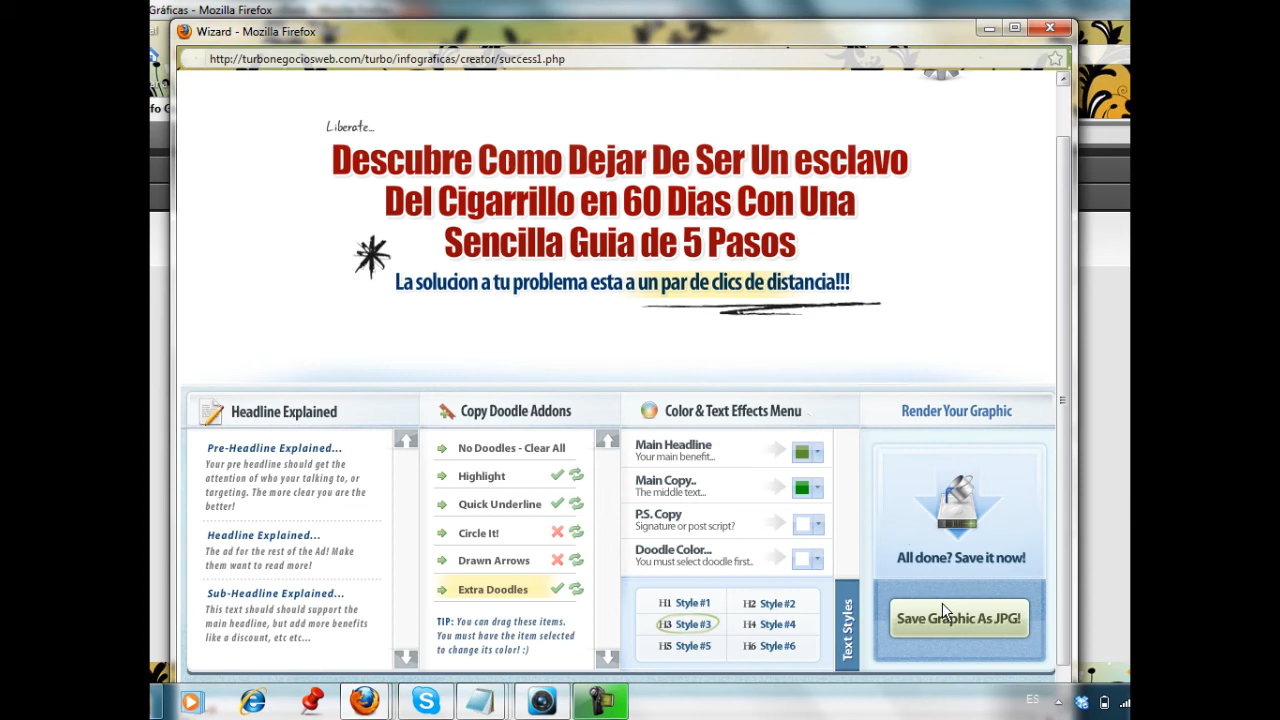 Gráficas - Mozilla Firefox
Wizard - Mozilla Firefox
http://turbonegociosweb.com/turbo/infograficas/creator/success1.php
Liberate...
Descubre Como Dejar De Ser Un esclavo
Del Cigarrillo en 60 Dias Con Una
Sencilla Guia de 5 Pasos
La solucion a tu problema esta a un par de clics de distancia!!!
Headline Explained
Pre-Headline Explained...
Your pre headline should get the
attention of who your talking to, or
targeting. The more clear you are the
better!
Headline Explained...
The ad for the rest of the Ad! Make
them want to read more!
Sub-Headline Explained...
This text should should support the
main headline, but add more benefits
like a discount, etc etc...
Copy Doodle Addons
No Doodles - Clear All
Highlight
Quick Underline
Circle It!
Drawn Arrows
Extra Doodles
TIP: You can drag these items.
You must have the item selected
to change its color! :)
Color & Text Effects Menu
Main Headline
Your main benefit...
Main Copy..
The middle text...
P.S. Copy
Signature or post script?
Doodle Color...
You must select doodle first..
H1 Style #1
H2 Style #2
H3 Style #3
H4 Style #4
H5 Style #5
H6 Style #6
Text Styles
Render Your Graphic
All done? Save it now!
Save Graphic As JPG!
ES